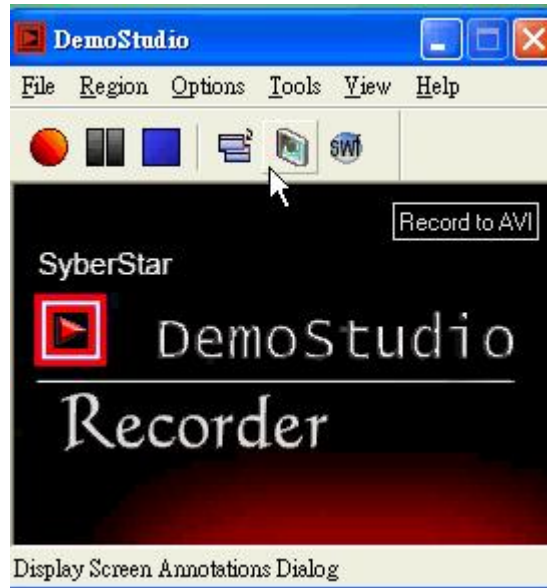 DemoStudio
File Region Options Tools View Help
swf
Record to AVI
SyberStar
DemoStudio
Recorder
Display Screen Annotations Dialog